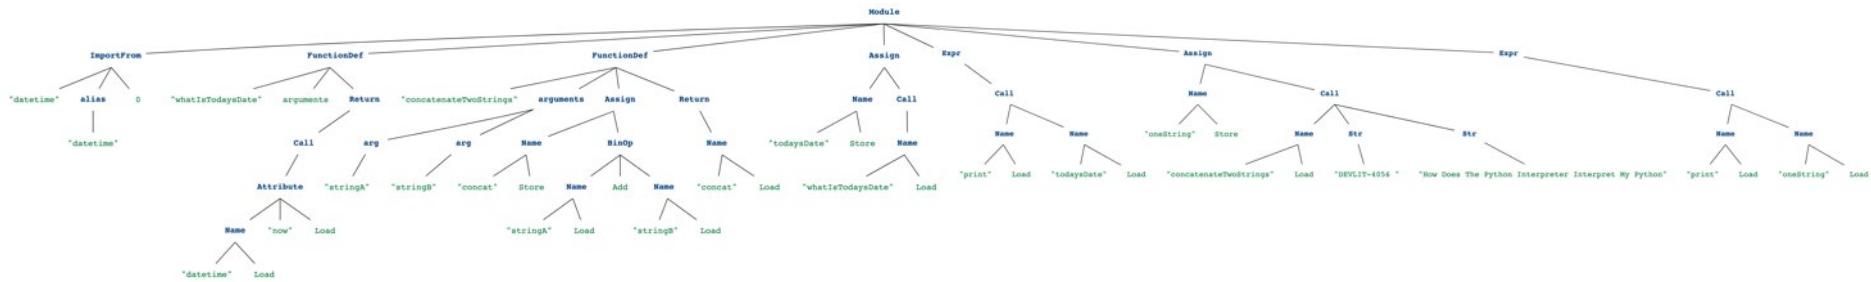 Module
ImportFrom FunctionDef FunctionDef Assign Expr Assign Expr
"datetime" alias 0 "whatIsTodaysDate" arguments Return "concatenateTwoStrings" arguments Assign Return Name Call Call Name Call Call
"datetime" Call arg arg Name BinOp Name "todaysDate" Store Name Name Name "oneString" Store Name Str Str Name Name
Attribute "stringA" "stringB" "concat" Store Name Add Name "concat" Load "whatIsTodaysDate" Load "print" Load "todaysDate" Load "concatenateTwoStrings" Load "DEVLIT-4056 " "How Does The Python Interpreter Interpret My Python" "print" Load "oneString" Load
Name "now" Load "stringA" Load "stringB" Load
"datetime" Load